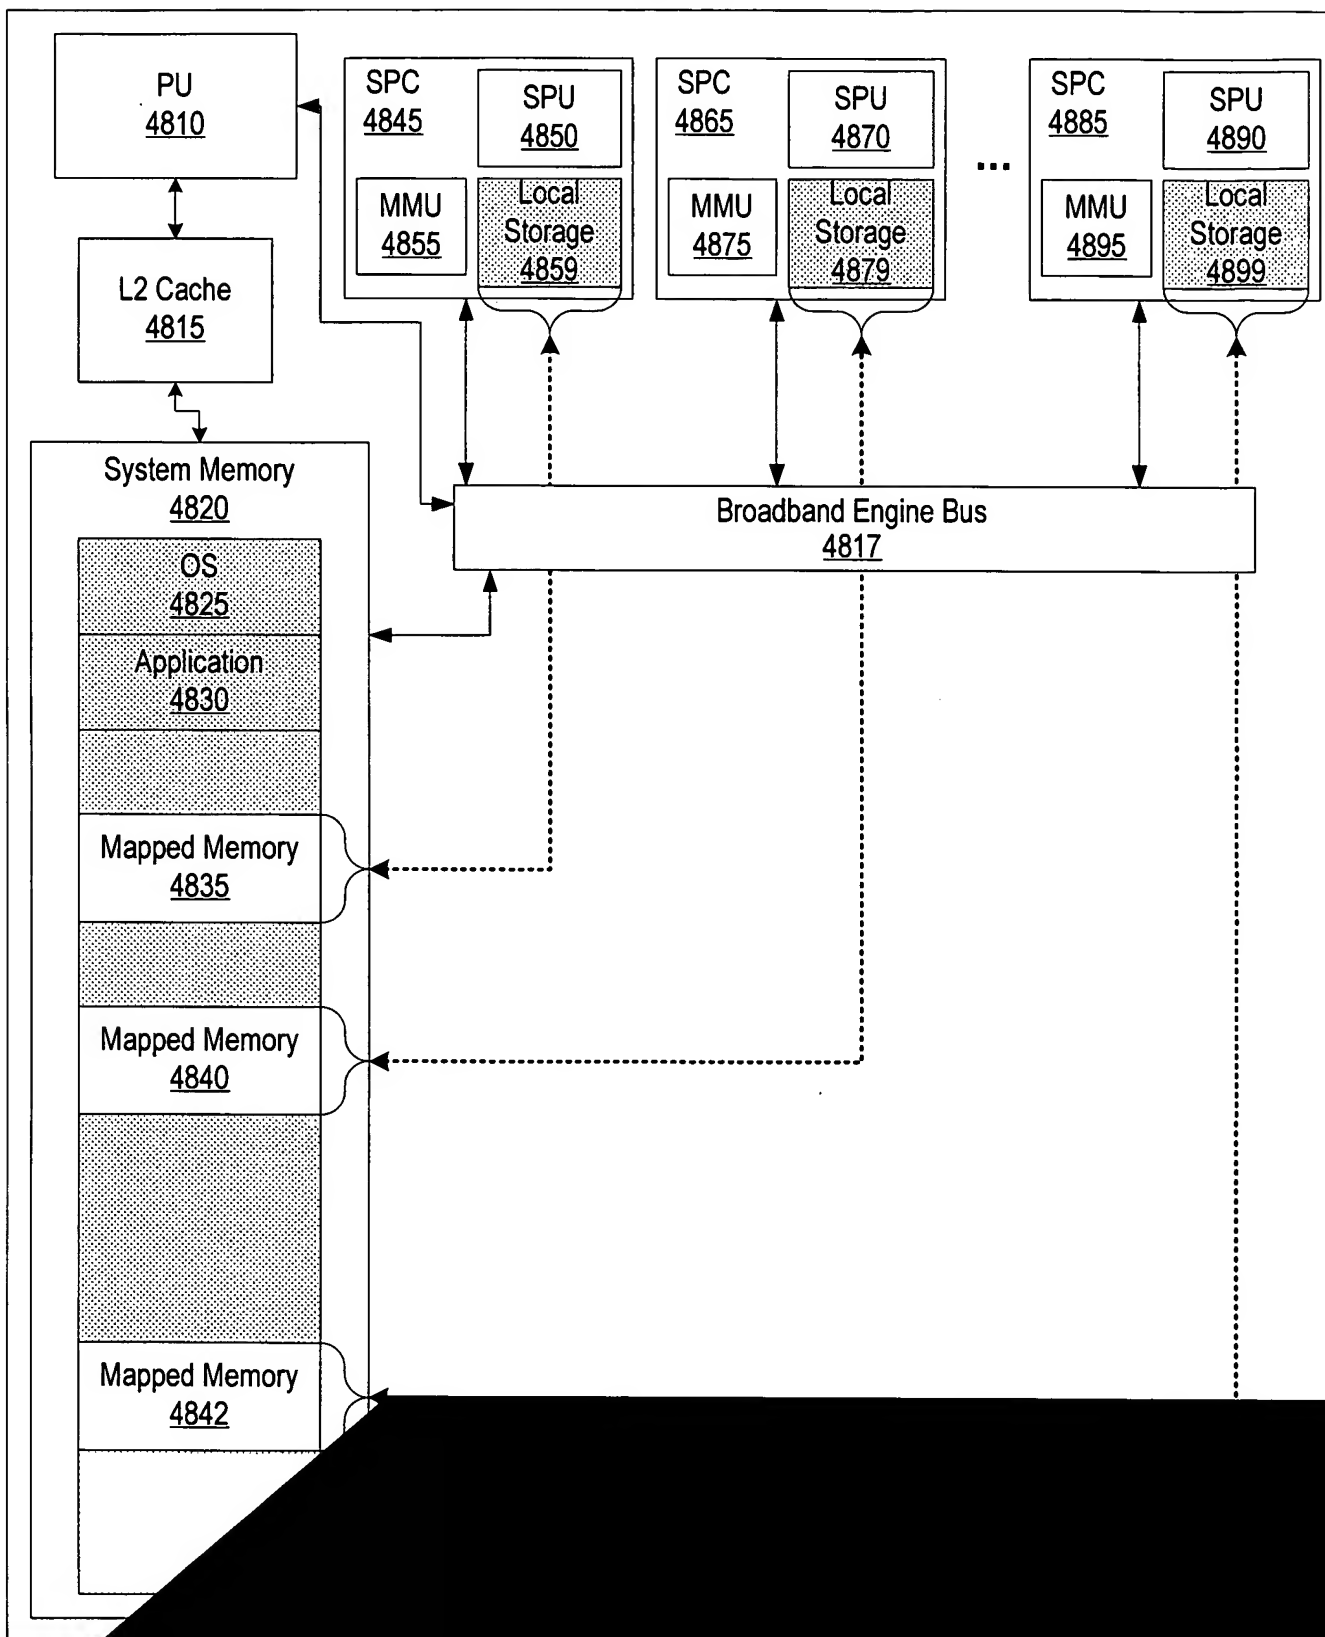 PU
4810
L2 Cache
4815
SPC
4845
SPU
4850
MMU
4855
Local
Storage
4859
SPC
4865
SPU
4870
MMU
4875
Local
Storage
4879
...
SPC
4885
SPU
4890
MMU
4895
Local
Storage
4899
Broadband Engine Bus
4817
System Memory
4820
OS
4825
Application
4830
Mapped Memory
4835
Mapped Memory
4840
Mapped Memory
4842